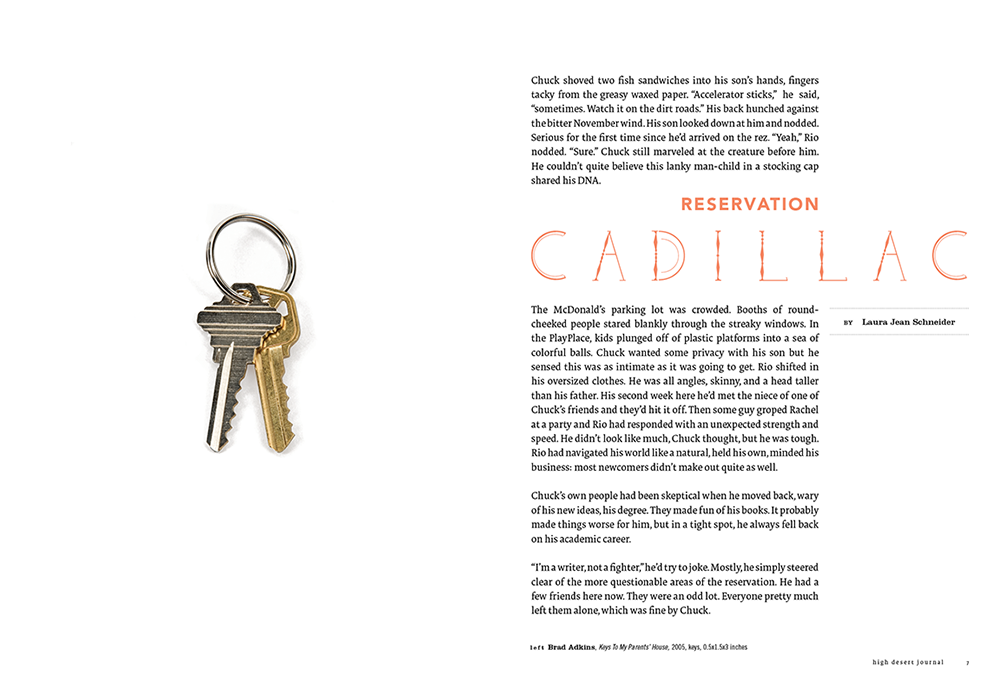 Chuck shoved two fish sandwiches into his son's hands, fingers
tacky from the greasy waxed paper. “Accelerator sticks,” he said,
“sometimes. Watch it on the dirt roads.” His back hunched against
the bitter November wind. His son looked down at him and nodded.
Serious for the first time since he'd arrived on the rez. “Yeah,” Rio
nodded. “Sure.” Chuck still marveled at the creature before him.
He couldn't quite believe this lanky man-child in a stocking cap
shared his DNA.
RESERVATION
CADILLAC
The McDonald's parking lot was crowded. Booths of round-
cheeked people stared blankly through the streaky windows. In
the PlayPlace, kids plunged off of plastic platforms into a sea of
colorful balls. Chuck wanted some privacy with his son but he
sensed this was as intimate as it was going to get. Rio shifted in
his oversized clothes. He was all angles, skinny, and a head taller
than his father. His second week here he'd met the niece of one of
Chuck's friends and they'd hit it off. Then some guy groped Rachel
at a party and Rio had responded with an unexpected strength and
speed. He didn't look like much, Chuck thought, but he was tough.
Rio had navigated his world like a natural, held his own, minded his
business: most newcomers didn't make out quite as well.
BY Laura Jean Schneider
Chuck's own people had been skeptical when he moved back, wary
of his new ideas, his degree. They made fun of his books. It probably
made things worse for him, but in a tight spot, he always fell back
on his academic career.
“I'm a writer, not a fighter,” he'd try to joke. Mostly, he simply steered
clear of the more questionable areas of the reservation. He had a
few friends here now. They were an odd lot. Everyone pretty much
left them alone, which was fine by Chuck.
left Brad Adkins, Keys To My Parents' House, 2005, keys, 0.5x1.5x3 inches
high desert journal 7